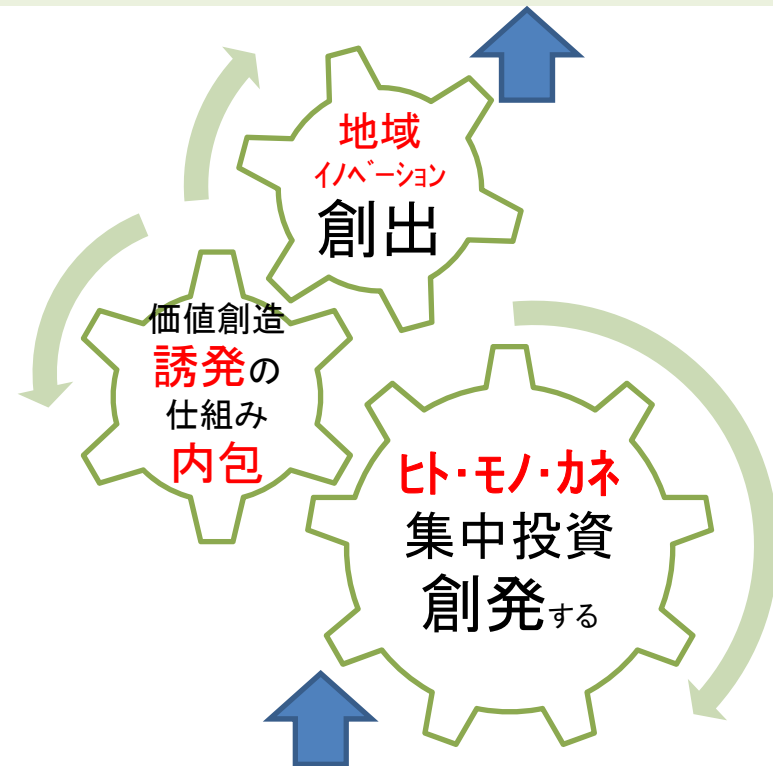 地域
ｲﾉﾍﾞｰｼｮﾝ
創出
価値創造
誘発の
仕組み
内包
ﾋﾄ･ﾓﾉ･ｶﾈ
集中投資
創発する